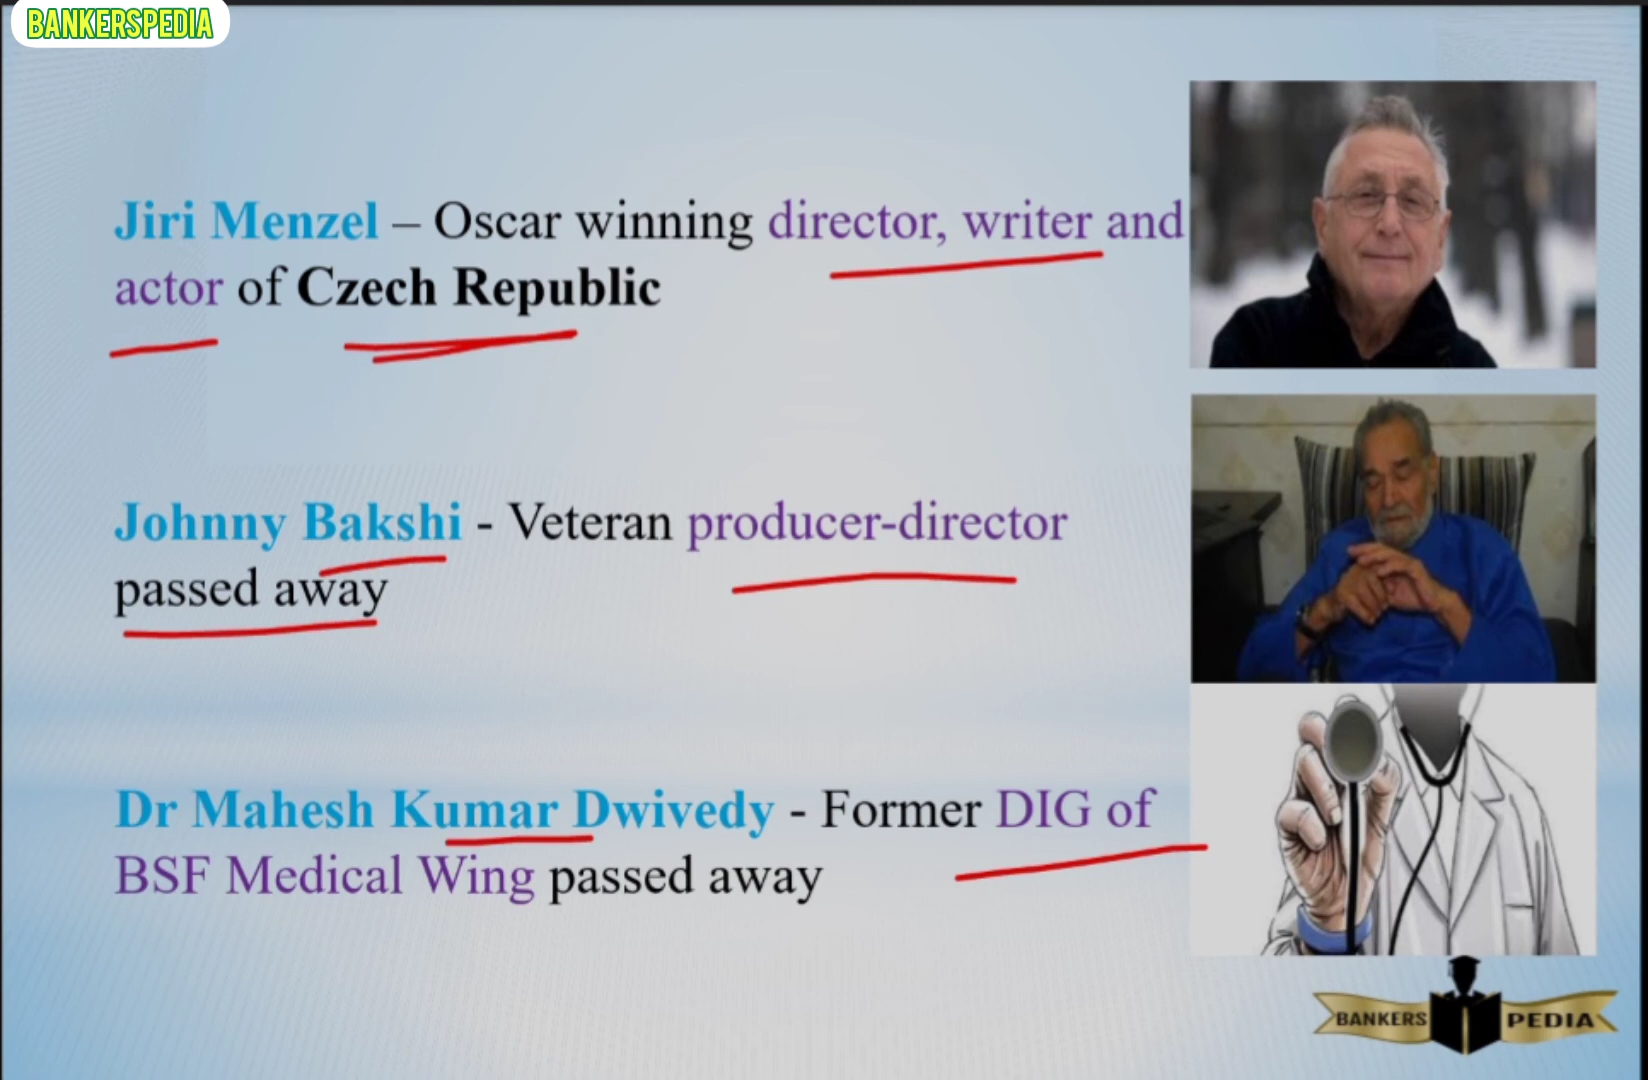 BANKERSPEDIA
Jiri Menzel – Oscar winning director, writer and
actor of Czech Republic
Johnny Bakshi - Veteran producer-director
passed away
Dr Mahesh Kumar Dwivedy - Former DIG of
BSF Medical Wing passed away
BANKERS PEDIA